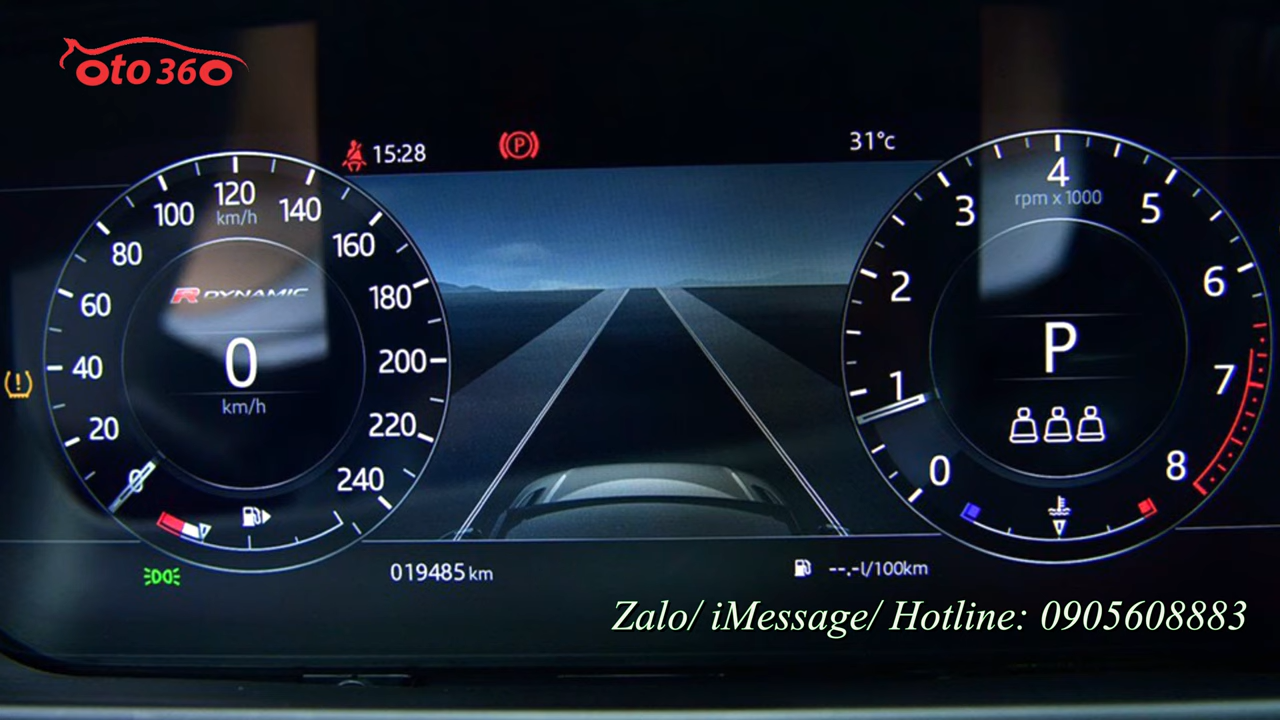 oto 360
15:28
P
31°c
120
km/h
100
140
80
160
60
180
40
200
20
220
0
240
R DYNAMIC
0
km/h
4
rpm x 1000
3
5
2
6
1
7
0
8
P
019485 km
--.-l/100km
Zalo/ iMessage/ Hotline: 0905608883